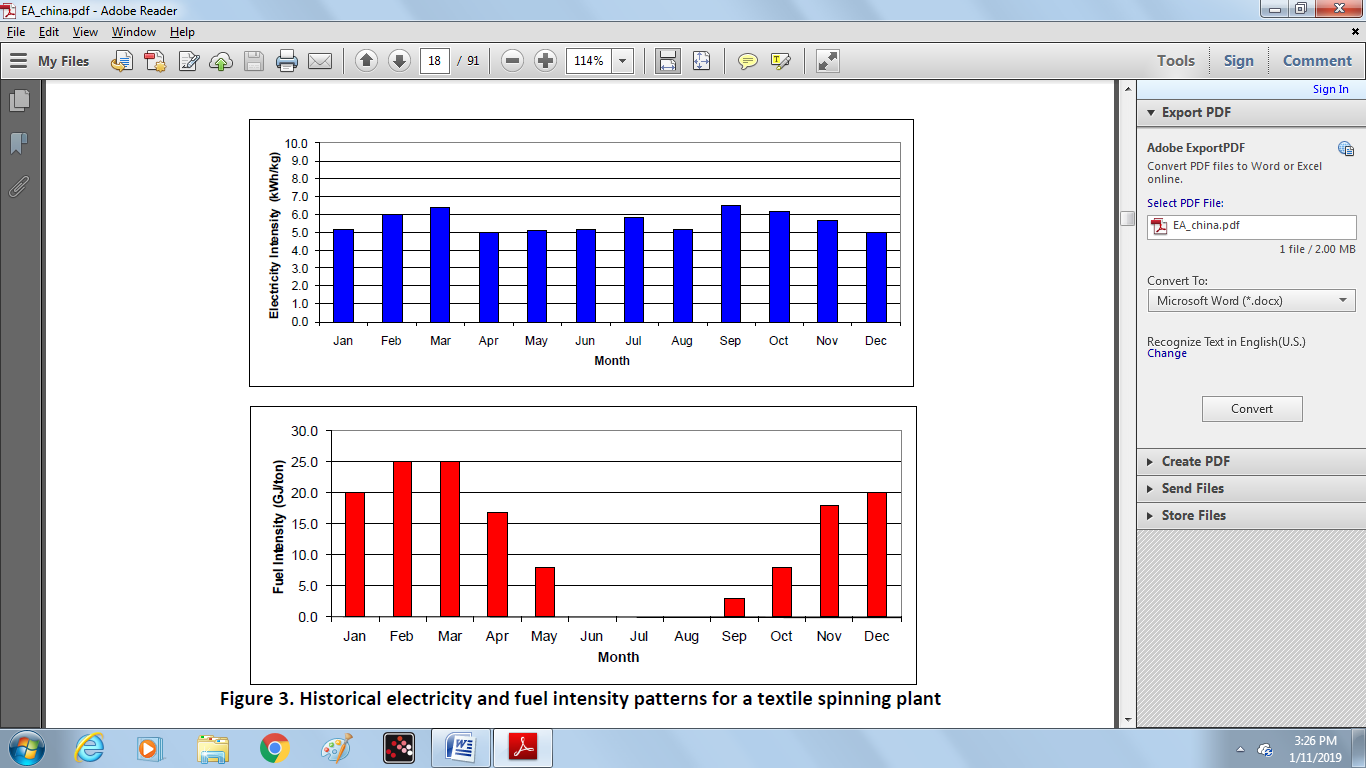 EA_china.pdf - Adobe Reader
File Edit View Window Help
My Files 18 / 91 114% Tools Sign Comment
Sign In
Export PDF
Adobe ExportPDF
Convert PDF files to Word or Excel
online.
Select PDF File:
EA_china.pdf
1 file / 2.00 MB
Convert To:
Microsoft Word (*.docx)
Recognize Text in English(U.S.)
Change
Convert
Create PDF
Send Files
Store Files
Electricity Intensity (kWh/kg)
10.0
9.0
8.0
7.0
6.0
5.0
4.0
3.0
2.0
1.0
0.0
Jan Feb Mar Apr May Jun Jul Aug Sep Oct Nov Dec
Month
Fuel Intensity (GJ/ton)
30.0
25.0
20.0
15.0
10.0
5.0
0.0
Jan Feb Mar Apr May Jun Jul Aug Sep Oct Nov Dec
Month
Figure 3. Historical electricity and fuel intensity patterns for a textile spinning plant
3:26 PM
1/11/2019